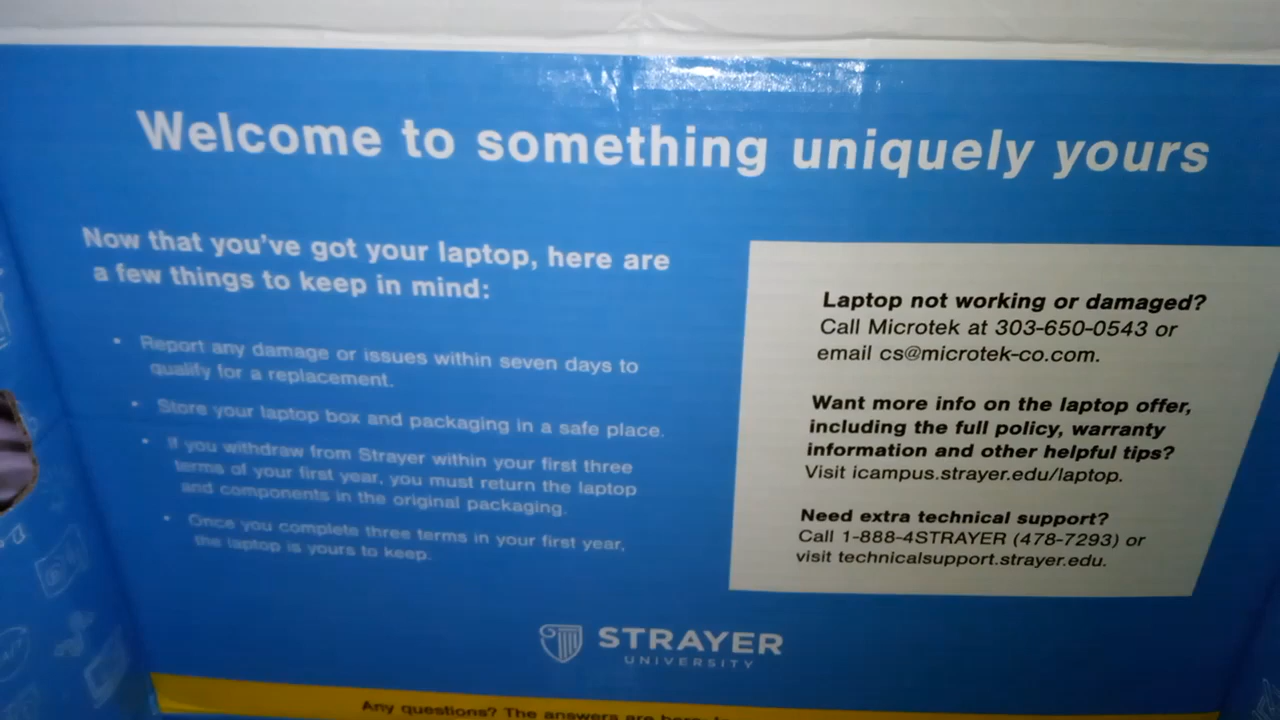 Welcome to something uniquely yours
Now that you've got your laptop, here are
a few things to keep in mind:
• Report any damage or issues within seven days to
qualify for a replacement.
• Store your laptop box and packaging in a safe place.
• If you withdraw from Strayer within your first three
terms of your first year, you must return the laptop
and components in the original packaging.
• Once you complete three terms in your first year,
the laptop is yours to keep.
Laptop not working or damaged?
Call Microtek at 303-650-0543 or
email cs@microtek-co.com.
Want more info on the laptop offer,
including the full policy, warranty
information and other helpful tips?
Visit icampus.strayer.edu/laptop.
Need extra technical support?
Call 1-888-4STRAYER (478-7293) or
visit technicalsupport.strayer.edu.
STRAYER
UNIVERSITY
Any questions? The answers are